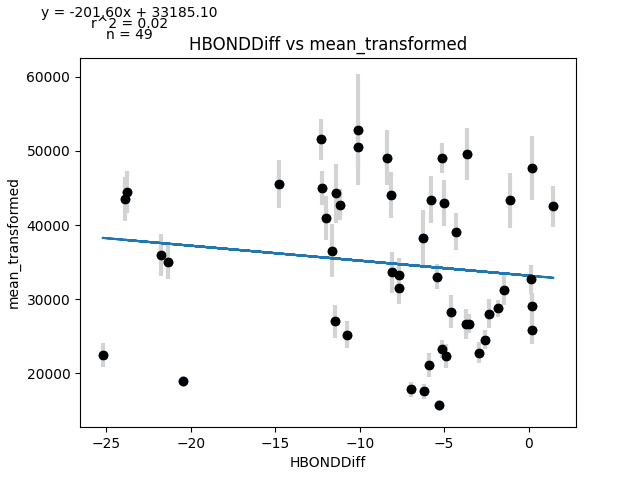 y = -201.60x + 33185.10
r^2 = 0.02
n = 49
HBONDDiff vs mean_transformed
60000
50000
40000
30000
20000
mean_transformed
−25
−20
−15
−10
−5
0
HBONDDiff